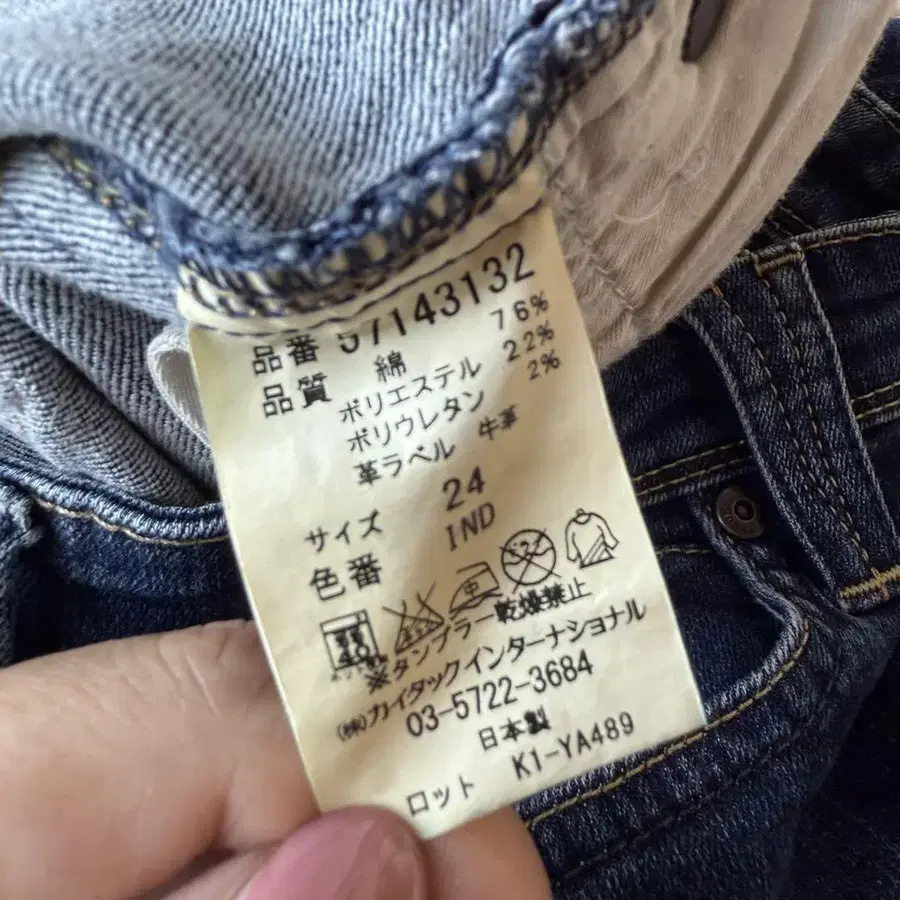 品番 57143132
品質 綿 76%
ポリエステル 22%
ポリウレタン 2%
革ラベル 牛革
サイズ 24
色番 IND
40
中
※タンブラー乾燥禁止
㈱カイタックインターナショナル
03-5722-3684
日本製
ロット K1-YA489